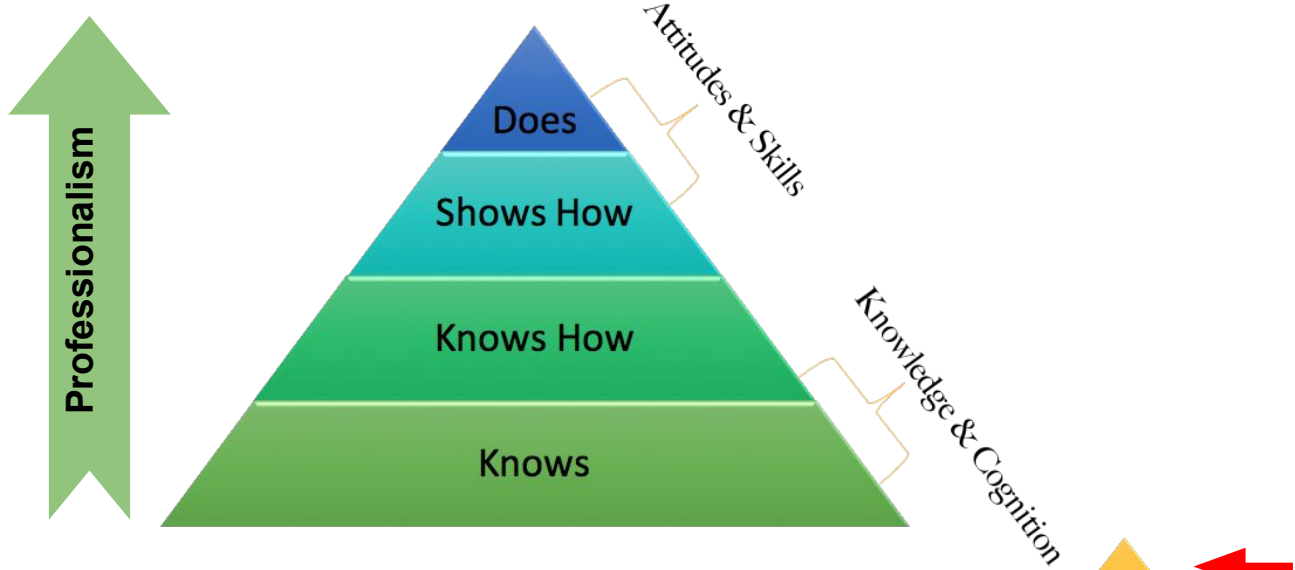 Professionalism
Does
Shows How
Knows How
Knows
Attitudes & Skills
Knowledge & Cognition